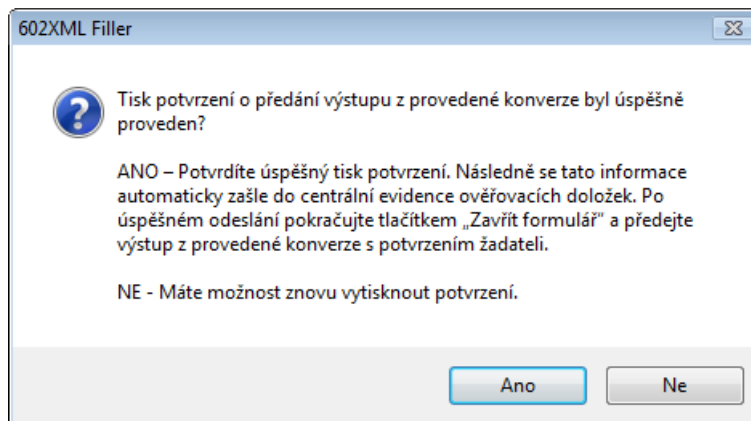 602XML Filler
Tisk potvrzení o předání výstupu z provedené konverze byl úspěšně
proveden?
ANO – Potvrdíte úspěšný tisk potvrzení. Následně se tato informace
automaticky zašle do centrální evidence ověřovacích doložek. Po
úspěšném odeslání pokračujte tlačítkem „Zavřít formulář" a předejte
výstup z provedené konverze s potvrzením žadateli.
NE - Máte možnost znovu vytisknout potvrzení.
Ano
Ne